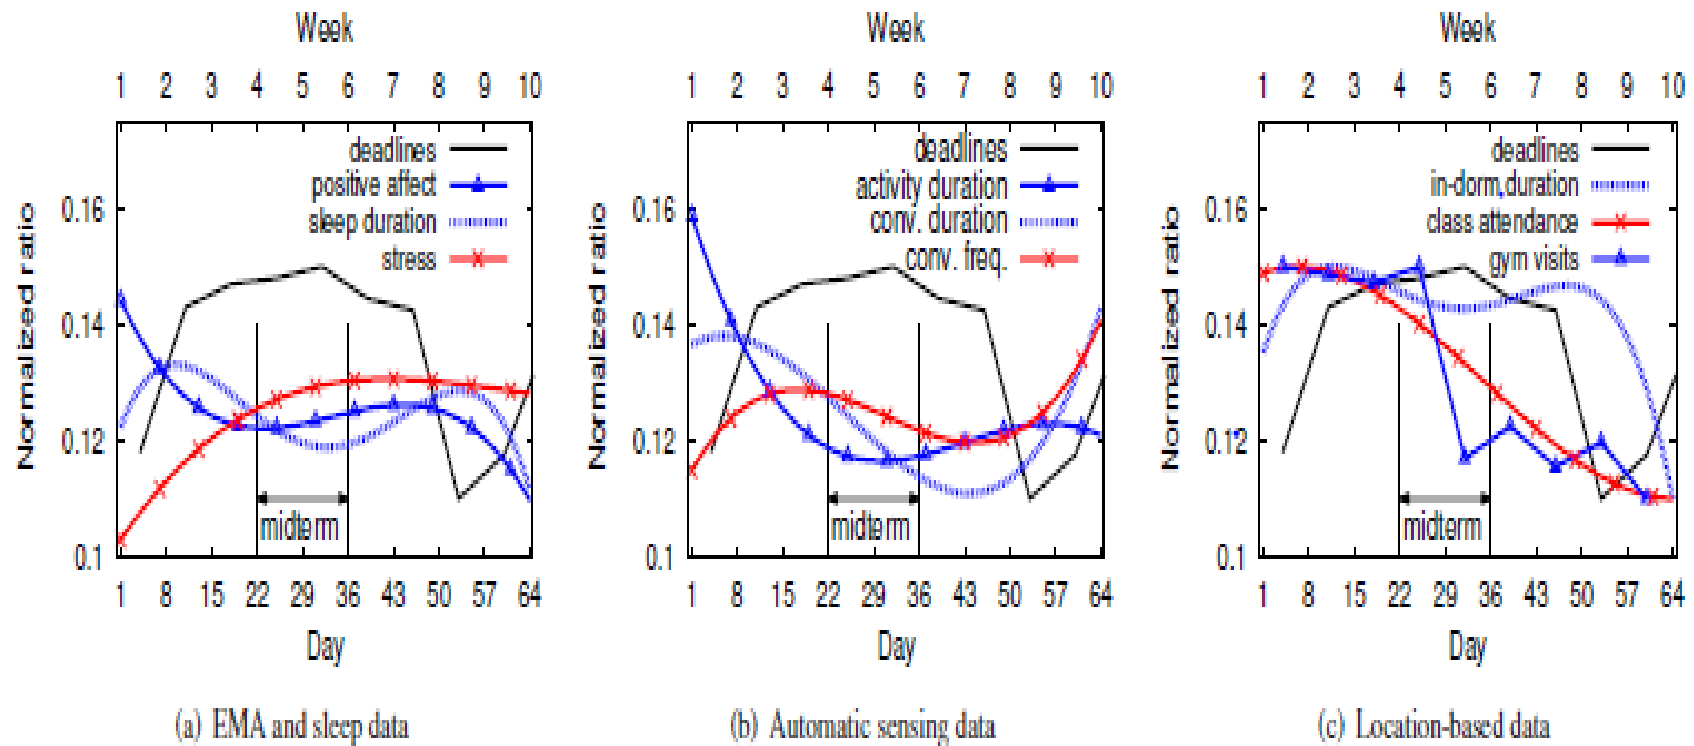 Week
1 2 3 4 5 6 7 8 9 10
deadlines
positive affect
sleep duration
stress
Normalized ratio
0.16
0.14
0.12
0.1
midterm
1 8 15 22 29 36 43 50 57 64
Day
(a) EMA and sleep data
Week
1 2 3 4 5 6 7 8 9 10
deadlines
activity duration
conv. duration
conv. freq.
Normalized ratio
0.16
0.14
0.12
0.1
midterm
1 8 15 22 29 36 43 50 57 64
Day
(b) Automatic sensing data
Week
1 2 3 4 5 6 7 8 9 10
deadlines
in-dorm,duration
class attendance
gym visits
Normalized ratio
0.16
0.14
0.12
0.1
midterm
1 8 15 22 29 36 43 50 57 64
Day
(c) Location-based data